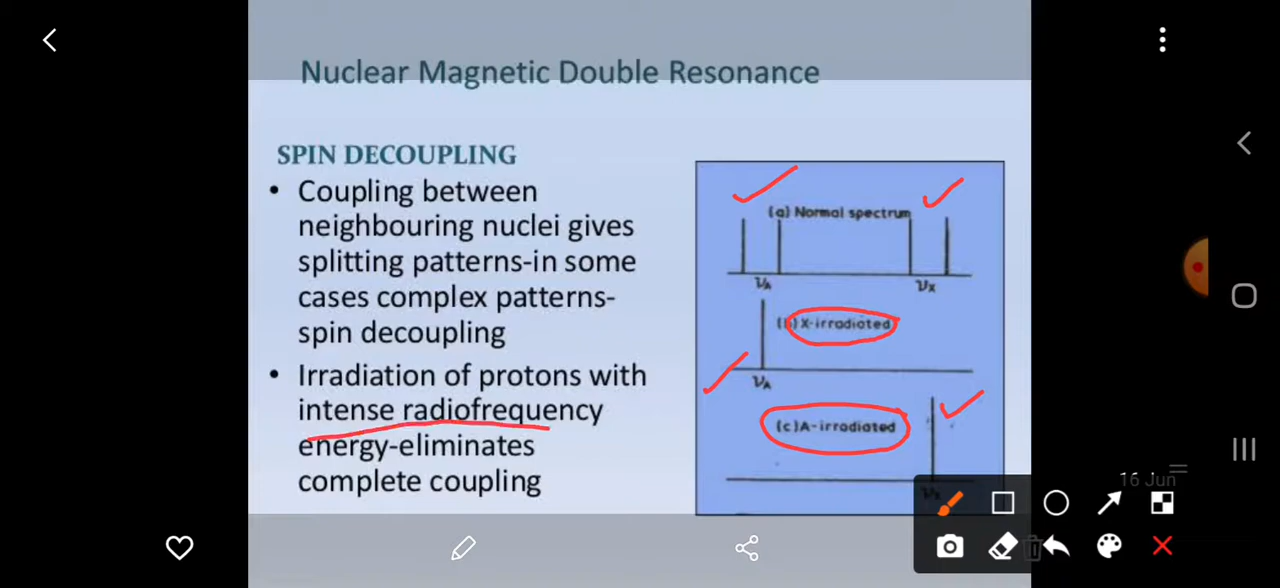 Nuclear Magnetic Double Resonance
SPIN DECOUPLING
• Coupling between
neighbouring nuclei gives
splitting patterns-in some
cases complex patterns-
spin decoupling
• Irradiation of protons with
intense radiofrequency
energy-eliminates
complete coupling
(a) Normal spectrum
νA
νX
(b) X-irradiated
νA
(c) A-irradiated
16 Jun